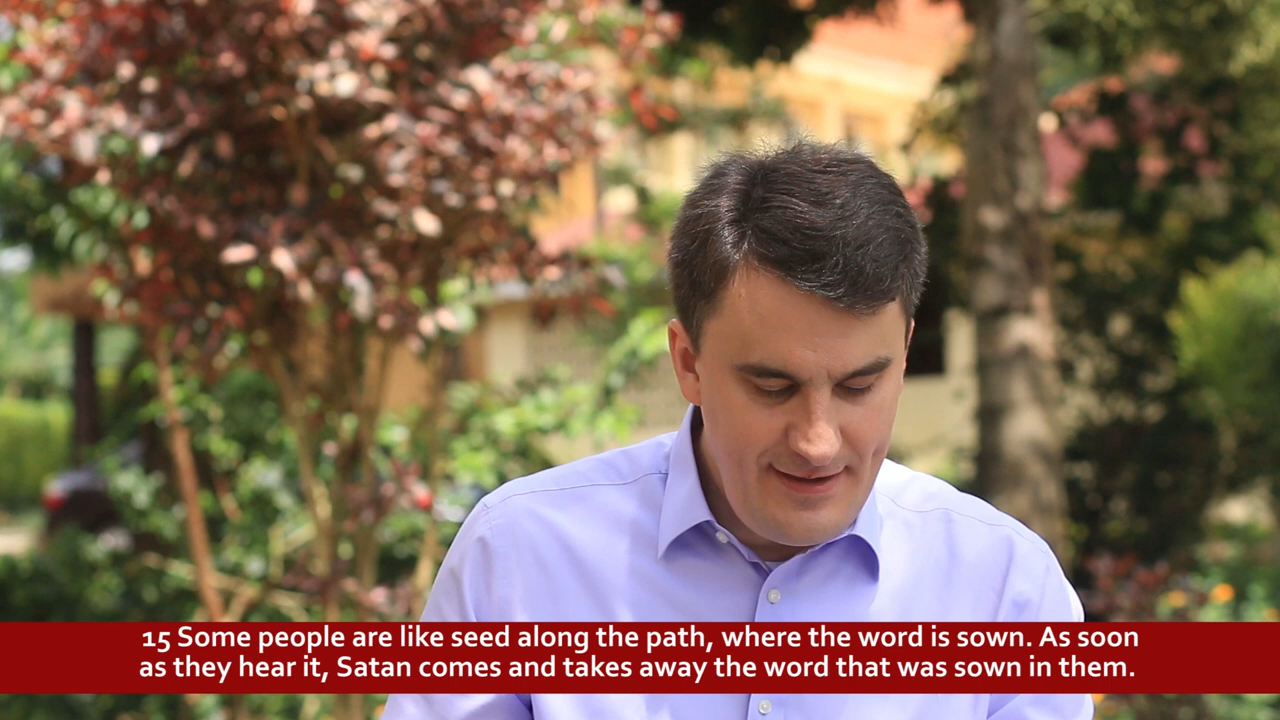 15 Some people are like seed along the path, where the word is sown. As soon
as they hear it, Satan comes and takes away the word that was sown in them.